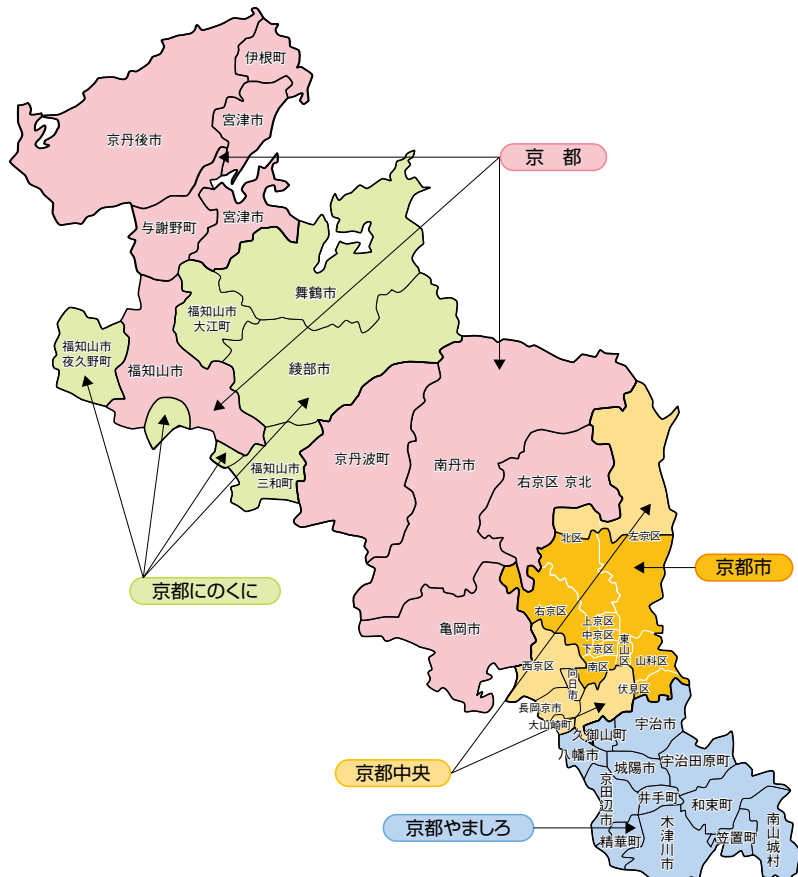 伊根町
宮津市
京丹後市
京　都
与謝野町
宮津市
舞鶴市
福知山市
大江町
福知山市
夜久野町
福知山市
綾部市
京丹波町
南丹市
福知山市
三和町
右京区 京北
北区
左京区
京都市
京都にのくに
右京区
上京区
中京区
下京区
東山区
亀岡市
西京区
南区
山科区
向日市
伏見区
長岡京市
大山崎町
久御山町
宇治市
八幡市
城陽市
宇治田原町
京都中央
京田辺市
井手町
和束町
京都やましろ
精華町
木津川市
笠置町
南山城村